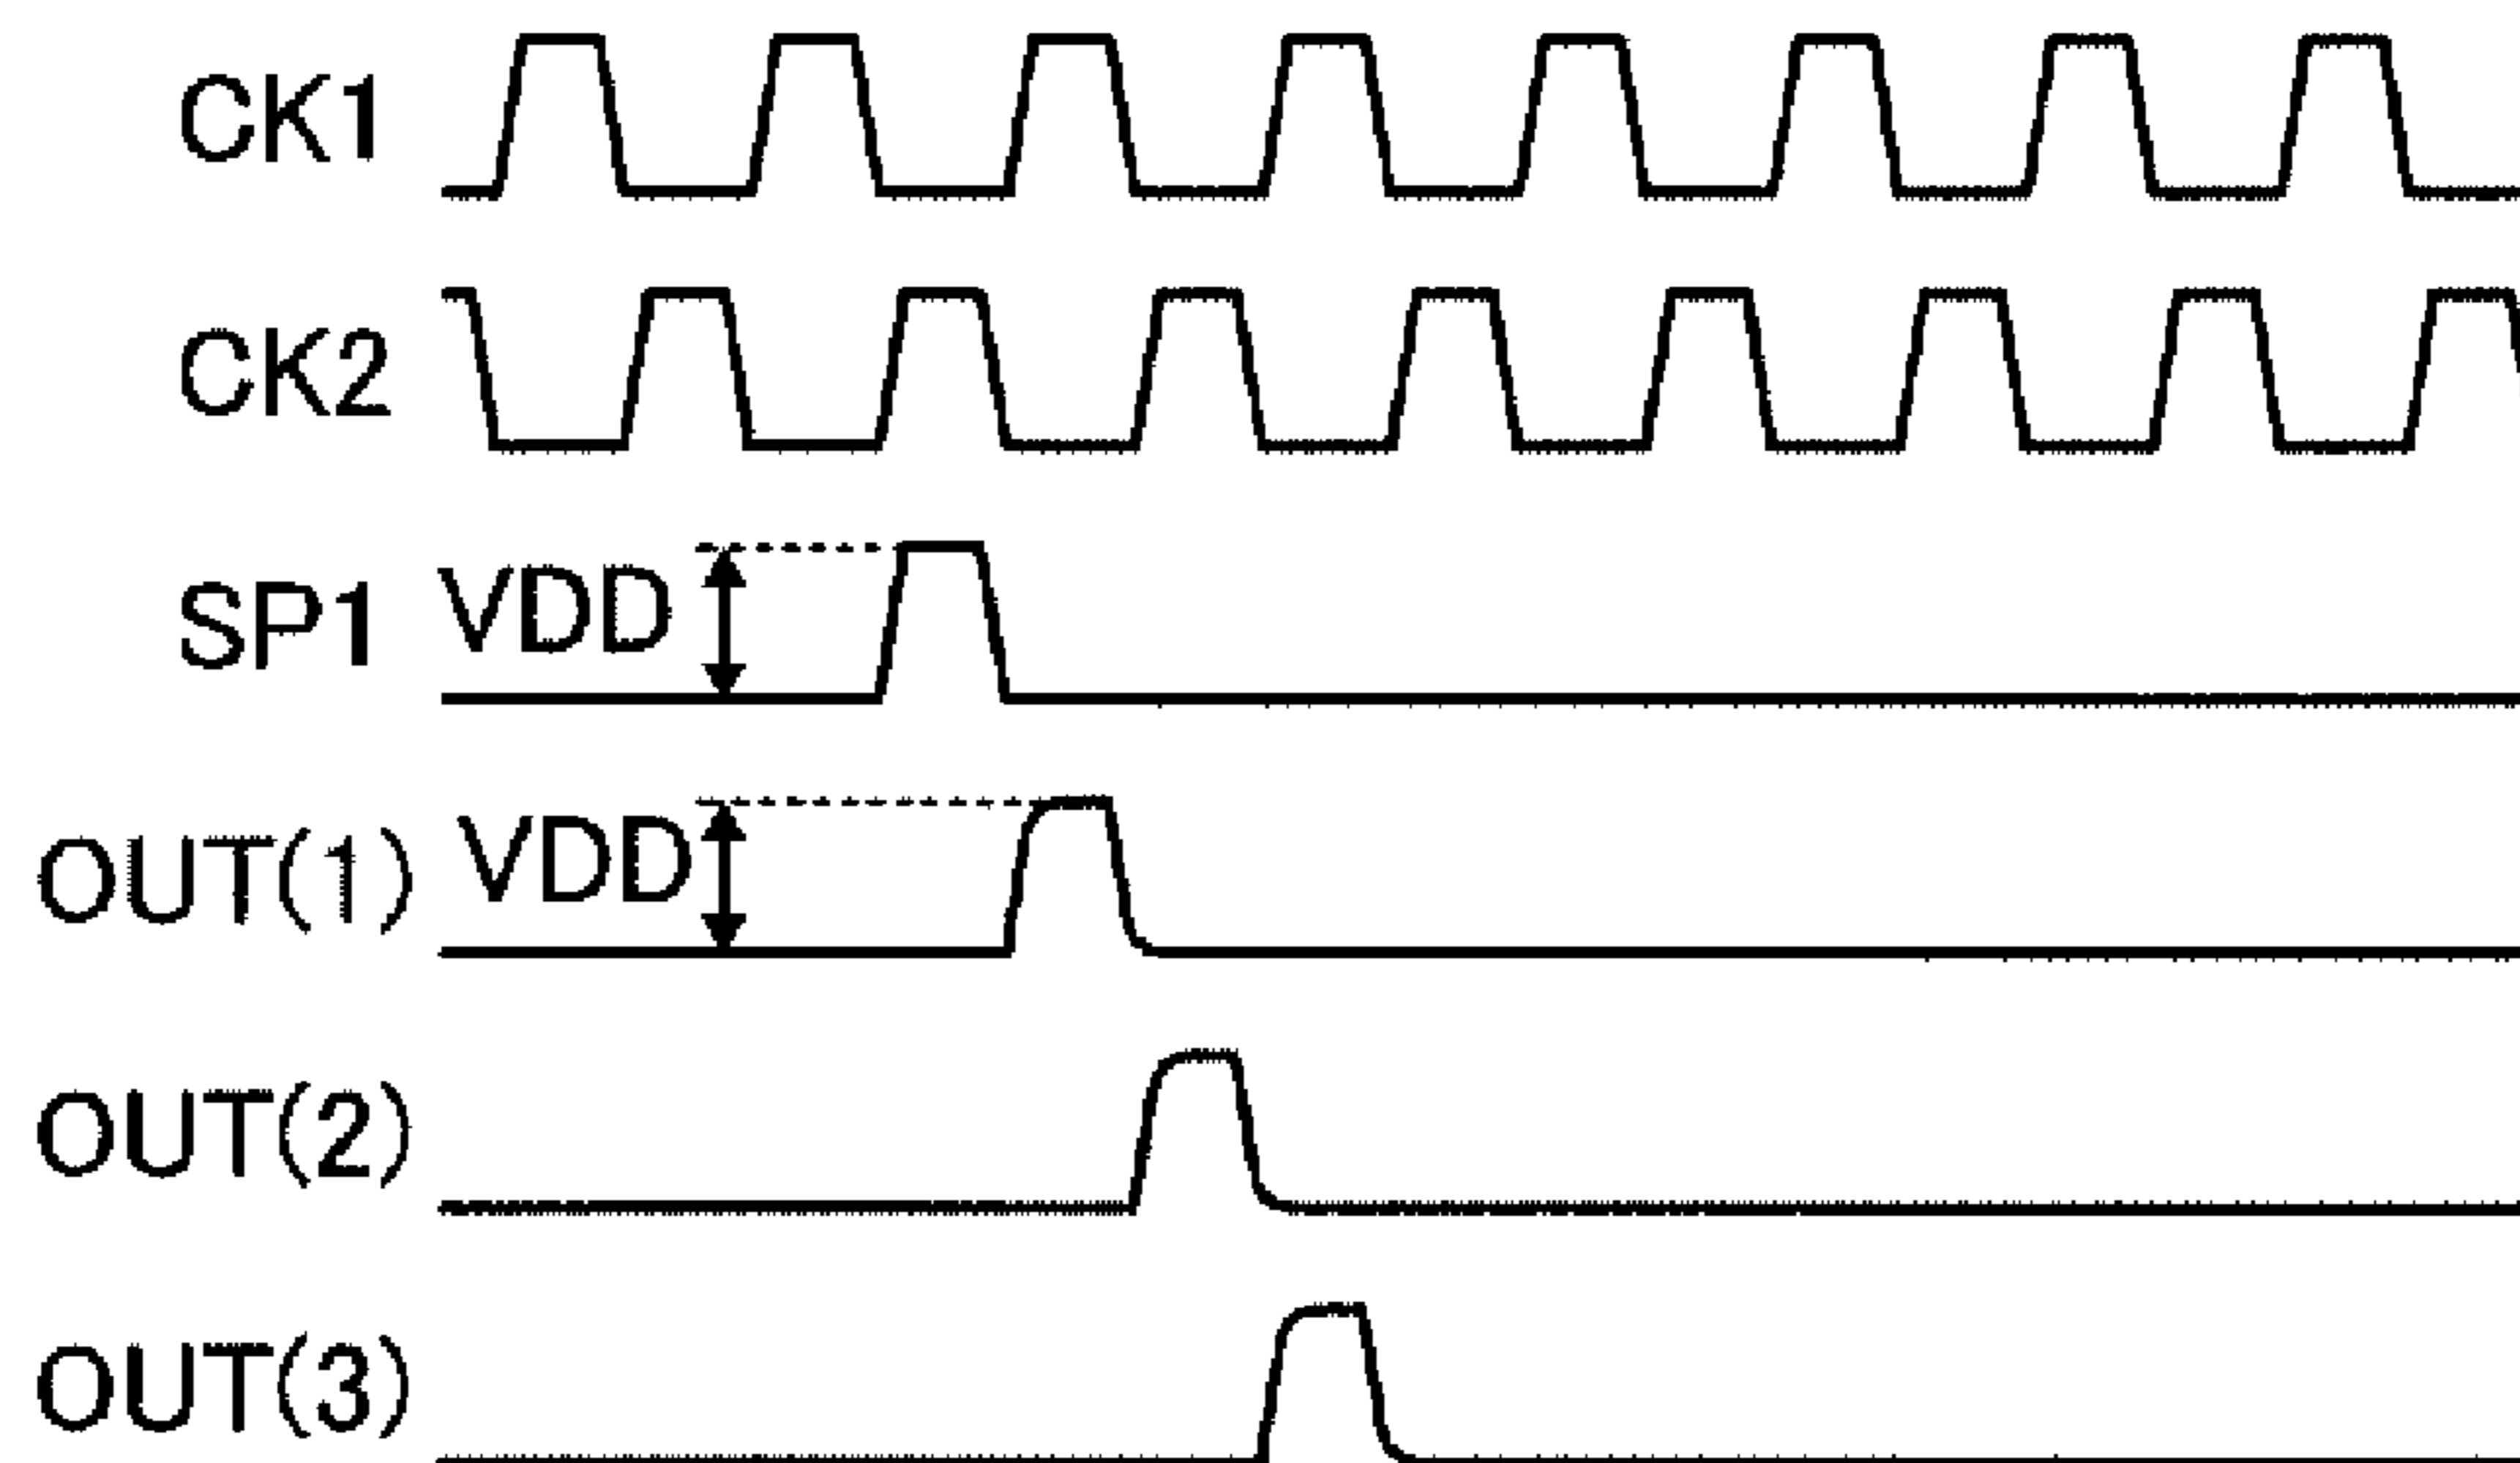 CK1
CK2
SP1 VDD
OUT(1) VDD
OUT(2)
OUT(3)